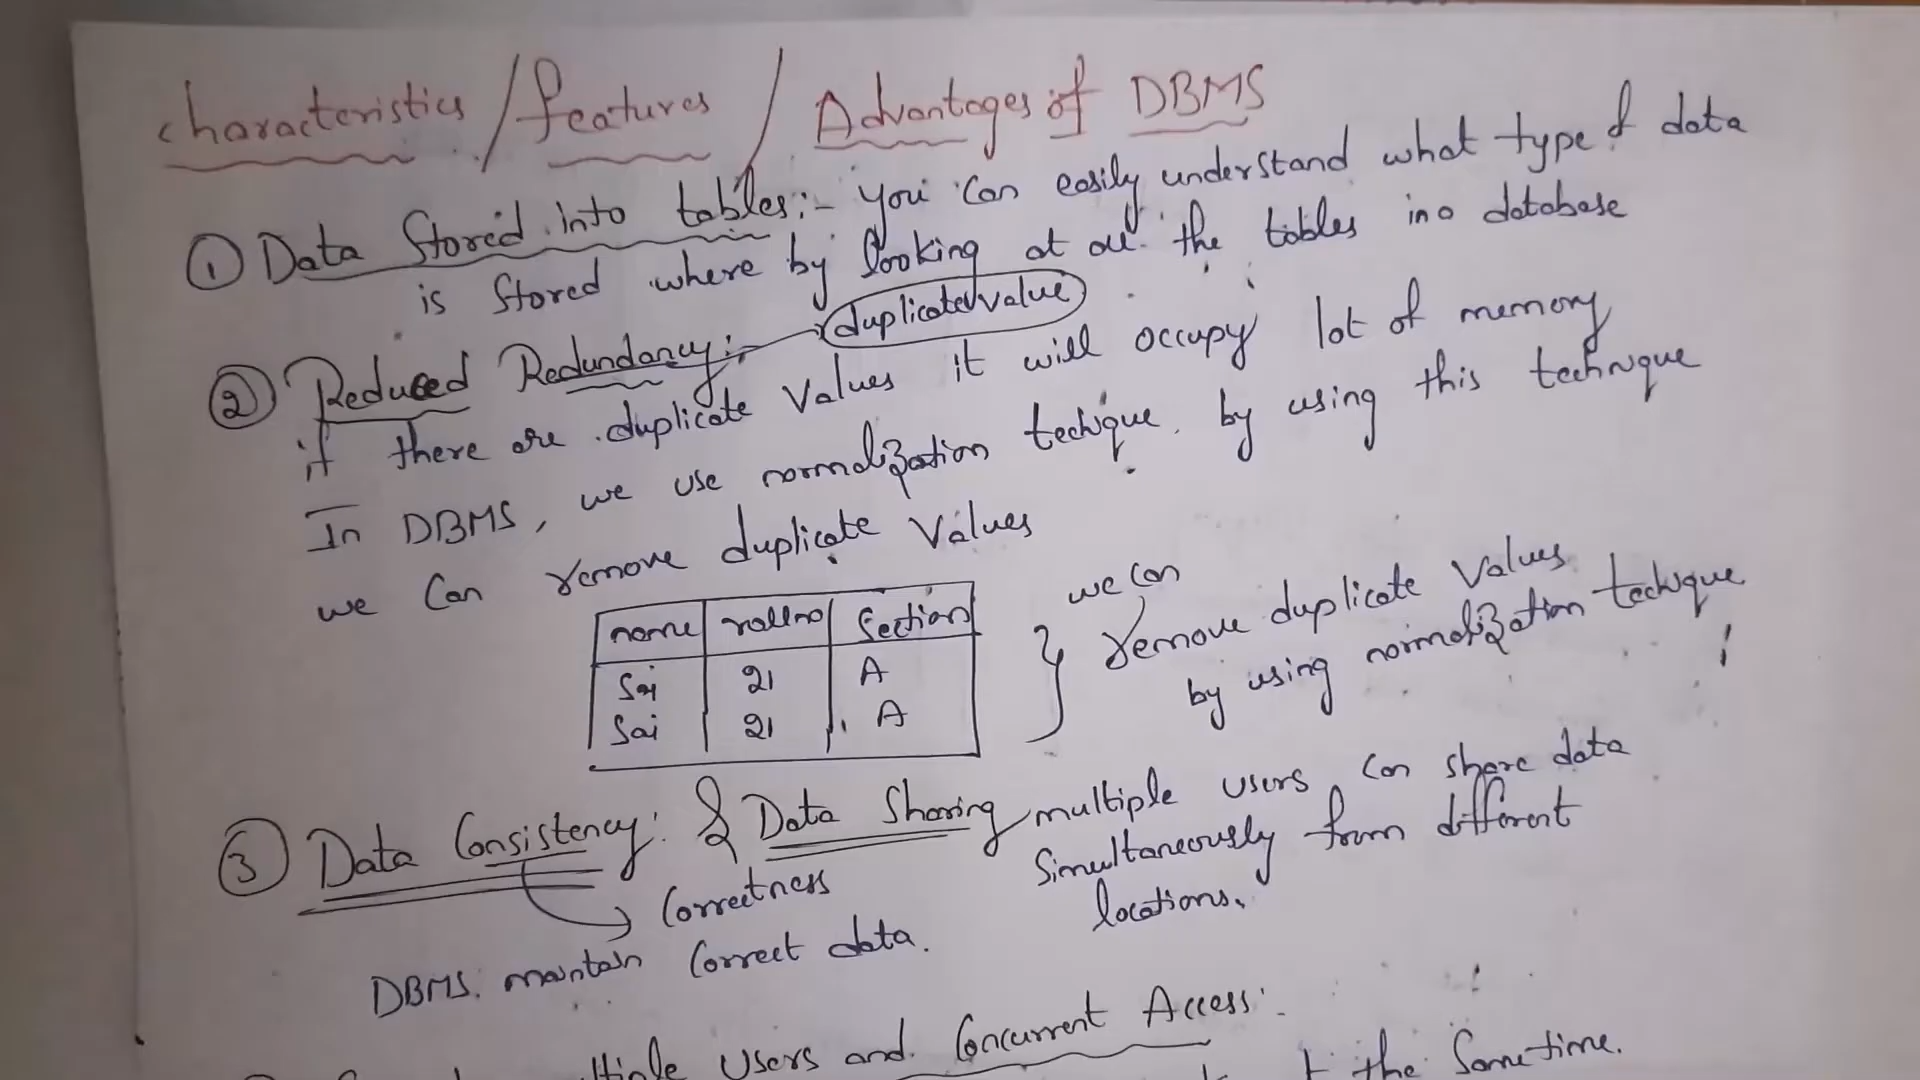 characteristics / features / Advantages of DBMS
① Data Stored into tables:- you can easily understand what type of data
is stored where by looking at all the tables in a database
② Reduced Redundancy:- duplicate value
if there are duplicate values it will occupy lot of memory
In DBMS, we use normalization techique. by using this technique
we can remove duplicate values
name rollno Section
Sai 21 A
Sai 21 A
we can
remove duplicate values
by using normalization techique
③ Data Consistency: & Data Sharing multiple users can share data
Simultaneously from different
locations.
Correctness
DBMS maintain Correct data.
Users and Concurrent Access:
the Same time.